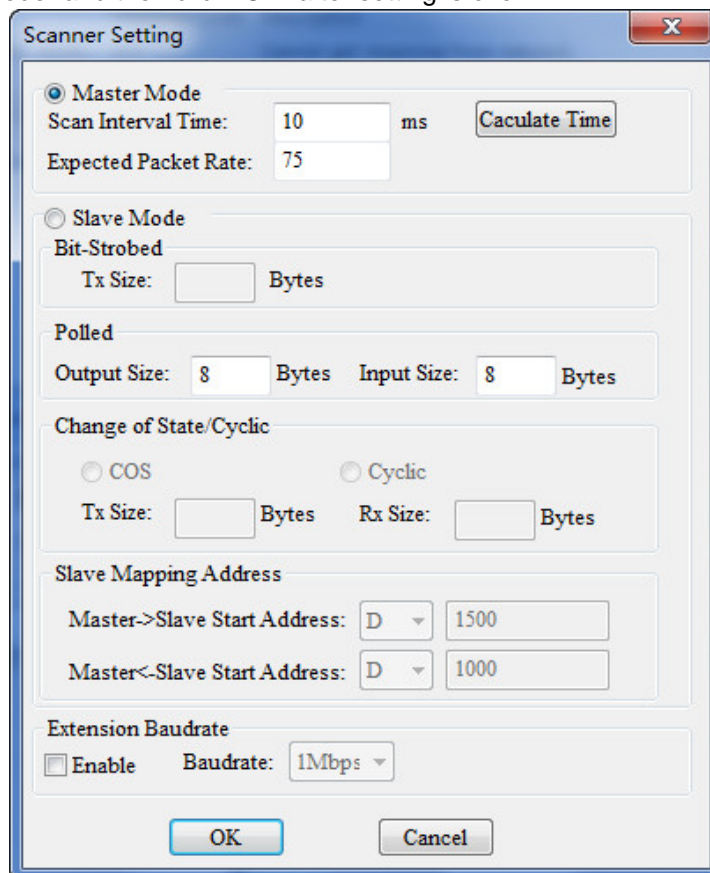 Scanner Setting
Master Mode
Scan Interval Time: 10 ms Caculate Time
Expected Packet Rate: 75
Slave Mode
Bit-Strobed
Tx Size: Bytes
Polled
Output Size: 8 Bytes Input Size: 8 Bytes
Change of State/Cyclic
COS Cyclic
Tx Size: Bytes Rx Size: Bytes
Slave Mapping Address
Master->Slave Start Address: D 1500
Master<-Slave Start Address: D 1000
Extension Baudrate
Enable Baudrate: 1Mbps
OK Cancel